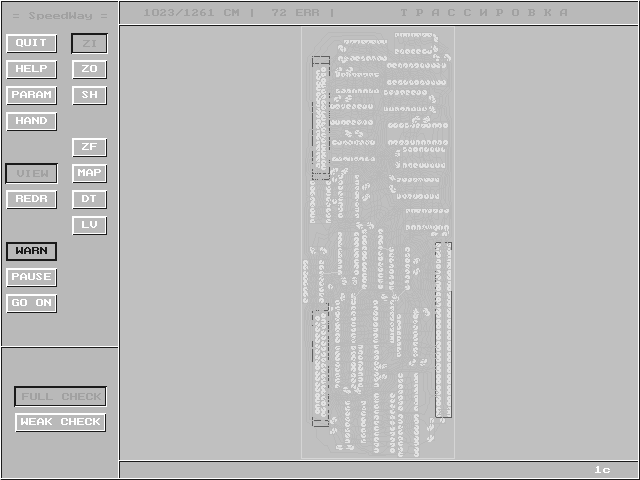 = SpeedWay =
1023/1261 CM | 72 ERR |
Т Р А С С И Р О В К А
QUIT
ZI
HELP
ZO
PARAM
SH
HAND
ZF
VIEW
MAP
REDR
DT
LV
WARN
PAUSE
GO ON
FULL CHECK
WEAK CHECK
1c